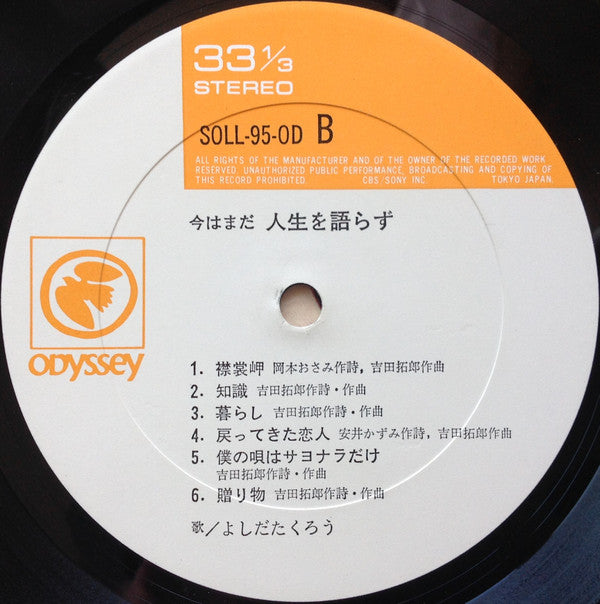 33 1/3
STEREO
SOLL-95-OD B
ALL RIGHTS OF THE MANUFACTURER AND OF THE OWNER OF THE RECORDED WORK
RESERVED. UNAUTHORIZED PUBLIC PERFORMANCE, BROADCASTING AND COPYING OF
THIS RECORD PROHIBITED. CBS/SONY INC. TOKYO JAPAN.
今はまだ 人生を語らず
ODYSSEY
1. 襟裳岬 岡本おさみ作詩, 吉田拓郎作曲
2. 知識 吉田拓郎作詩・作曲
3. 暮らし 吉田拓郎作詩・作曲
4. 戻ってきた恋人 安井かずみ作詩, 吉田拓郎作曲
5. 僕の唄はサヨナラだけ
吉田拓郎作詩・作曲
6. 贈り物 吉田拓郎作詩・作曲
歌/よしだたくろう